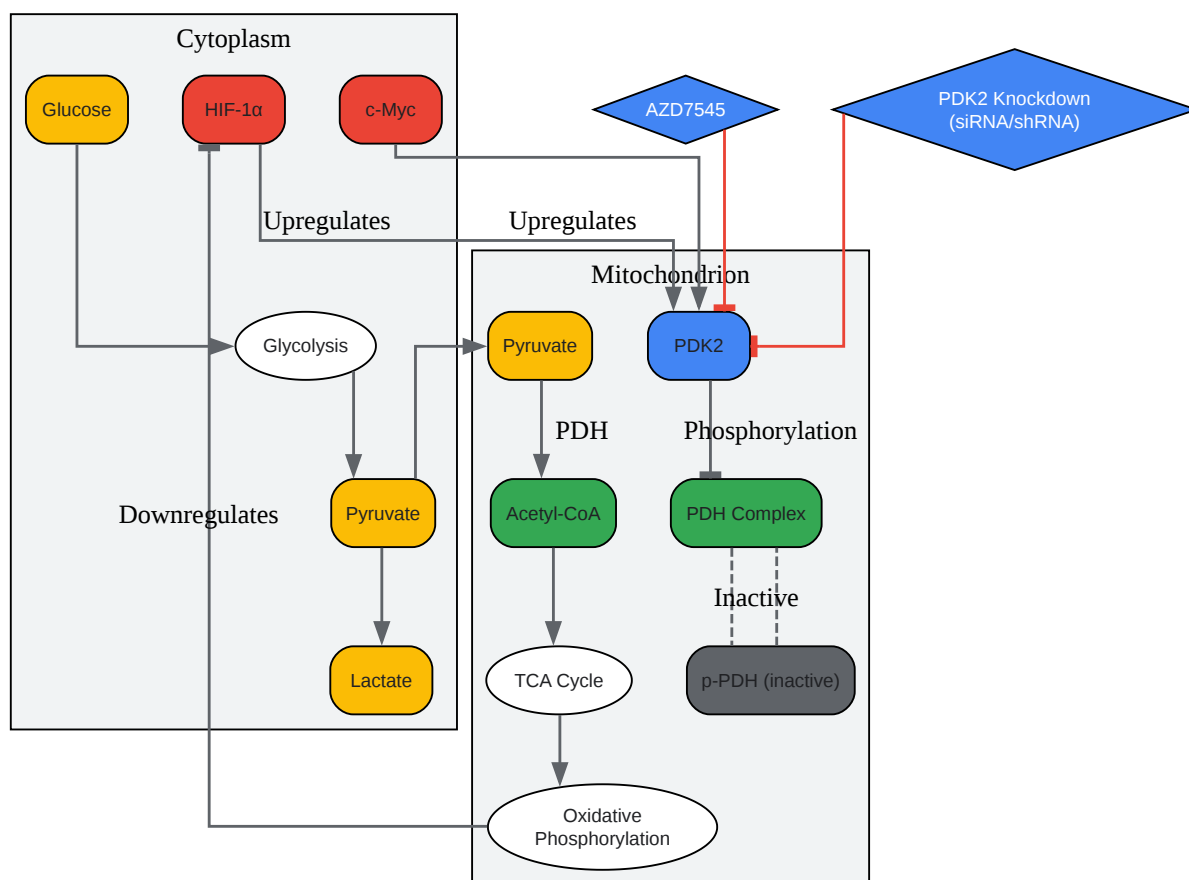 Cytoplasm
Glucose
HIF-1α
c-Myc
AZD7545
PDK2 Knockdown
(siRNA/shRNA)
Upregulates
Upregulates
Mitochondrion
Glycolysis
Pyruvate
PDK2
PDH
Phosphorylation
Downregulates
Pyruvate
Acetyl-CoA
PDH Complex
Inactive
Lactate
TCA Cycle
p-PDH (inactive)
Oxidative
Phosphorylation